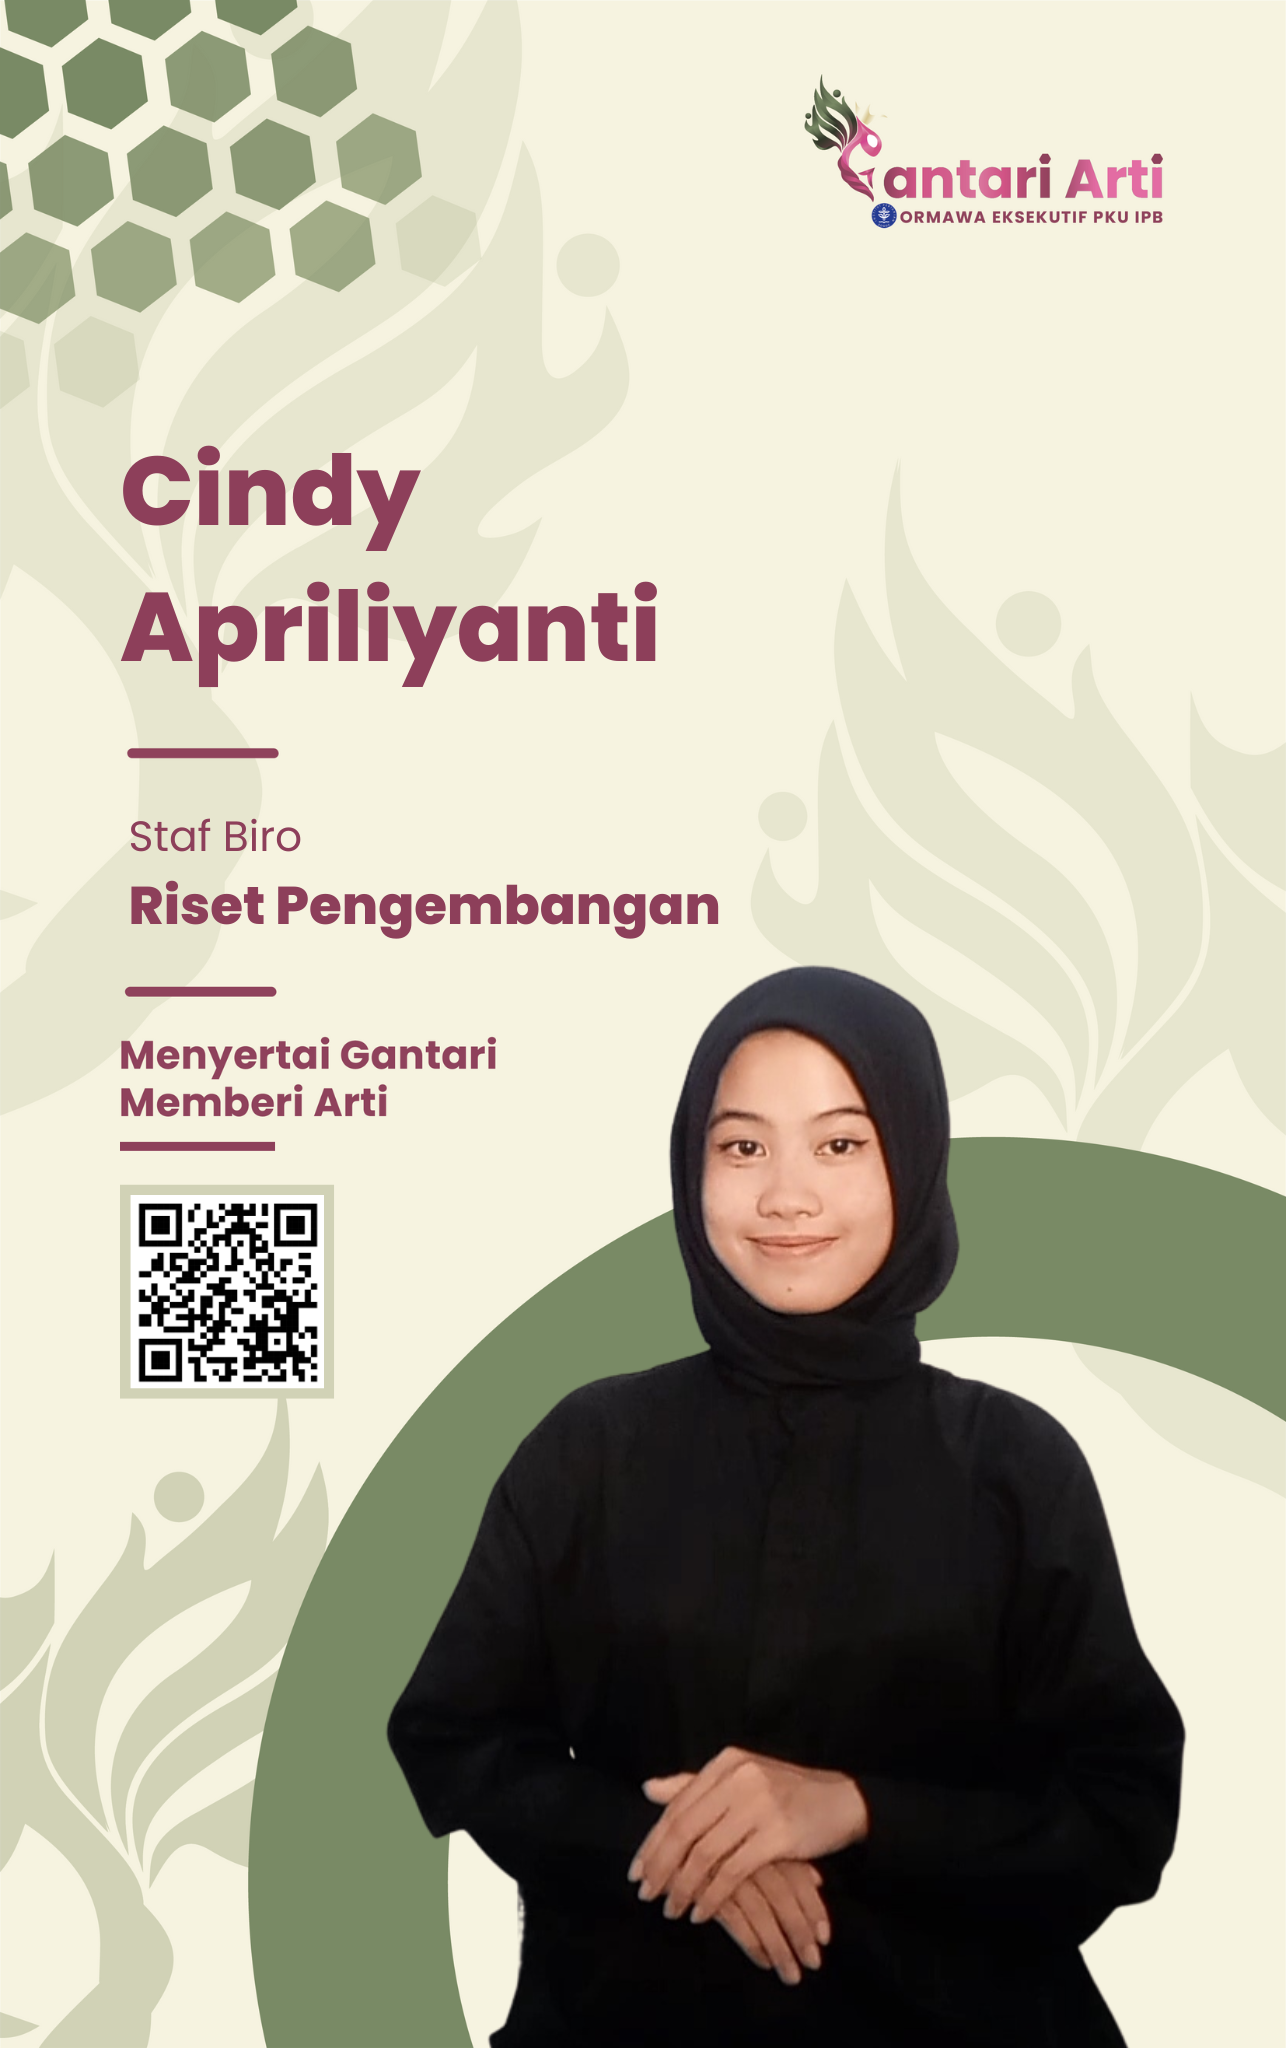 Gantari Arti
ORMAWA EKSEKUTIF PKU IPB
Cindy
Apriliyanti
Staf Biro
Riset Pengembangan
Menyertai Gantari
Memberi Arti